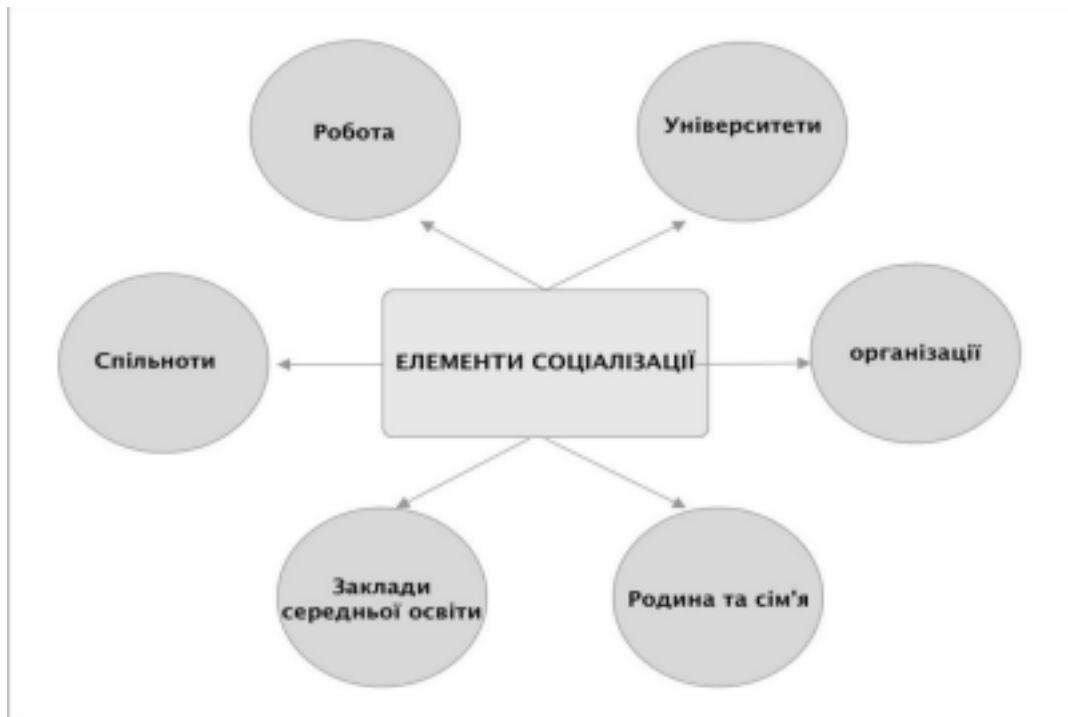 Робота
Університети
Спільноти
ЕЛЕМЕНТИ СОЦІАЛІЗАЦІЇ
організації
Заклади
середньої освіти
Родина та сім'я